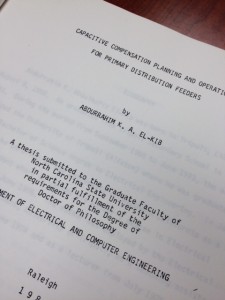 CAPACITIVE COMPENSATION PLANNING AND OPERATION
FOR PRIMARY DISTRIBUTION FEEDERS
by
ABDURRAHIM K. A. EL-KIB
A thesis submitted to the Graduate Faculty of
North Carolina State University
in partial fulfillment of the
requirements for the Degree of
Doctor of Philosophy
MENT OF ELECTRICAL AND COMPUTER ENGINEERING
Raleigh
198